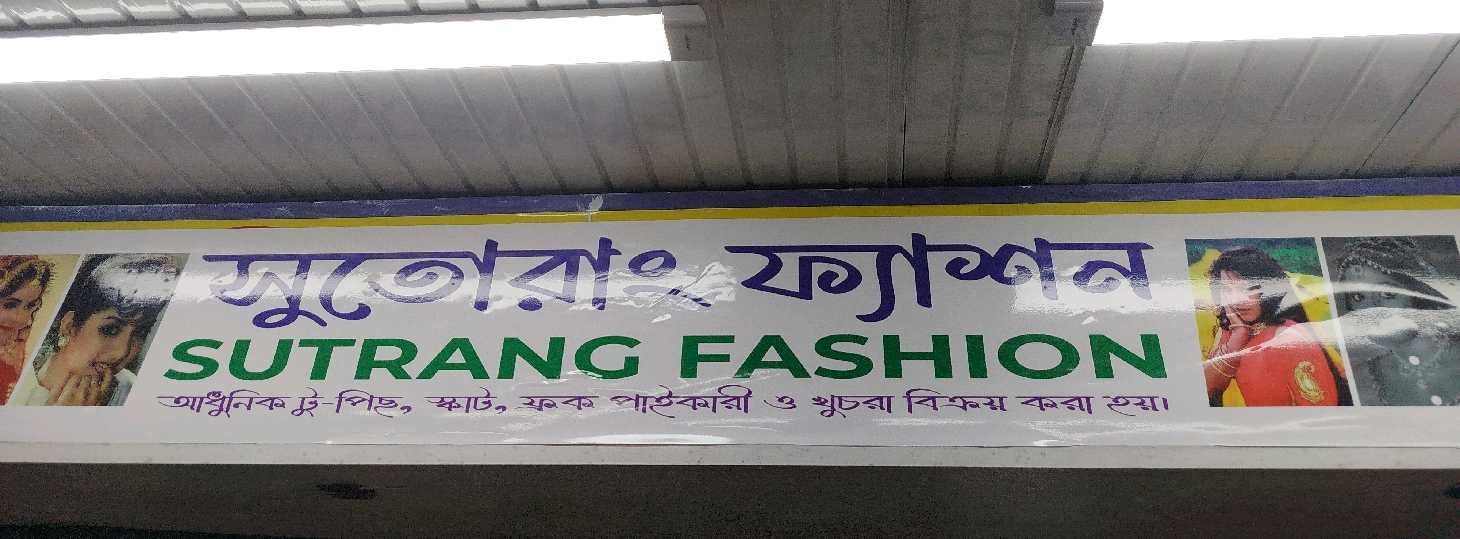 সুতোরাং ফ্যাশন
SUTRANG FASHION
আধুনিক টু-পিছ, স্কাট, ফ্রক পাইকারী ও খুচরা বিক্রয় করা হয়।